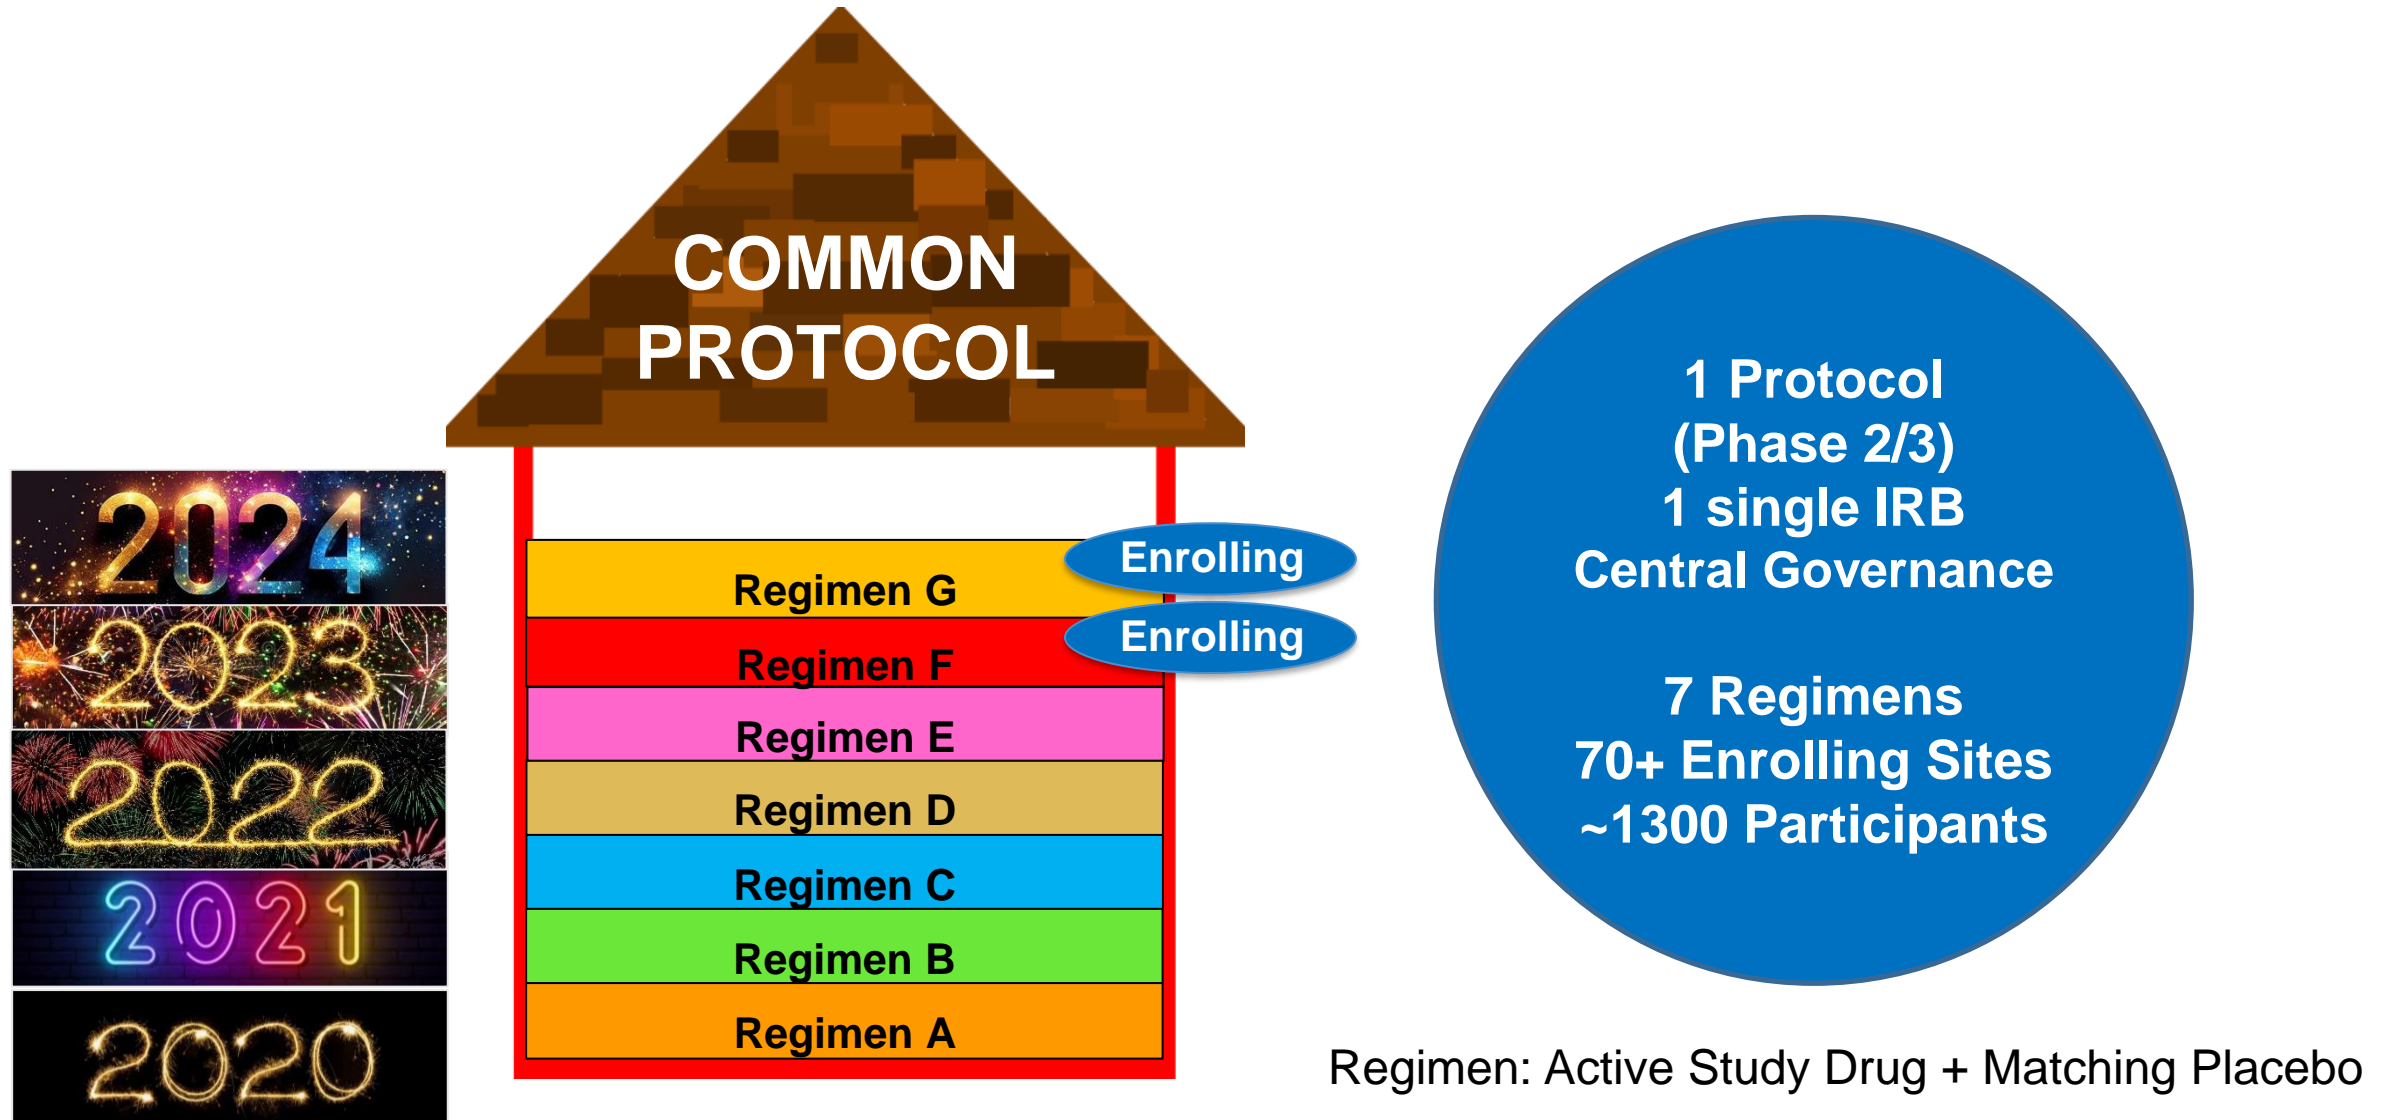 COMMON
PROTOCOL
2024
2023
2022
2021
2020
Regimen G
Enrolling
Regimen F
Enrolling
Regimen E
Regimen D
Regimen C
Regimen B
Regimen A
1 Protocol
(Phase 2/3)
1 single IRB
Central Governance
7 Regimens
70+ Enrolling Sites
~1300 Participants
Regimen: Active Study Drug + Matching Placebo